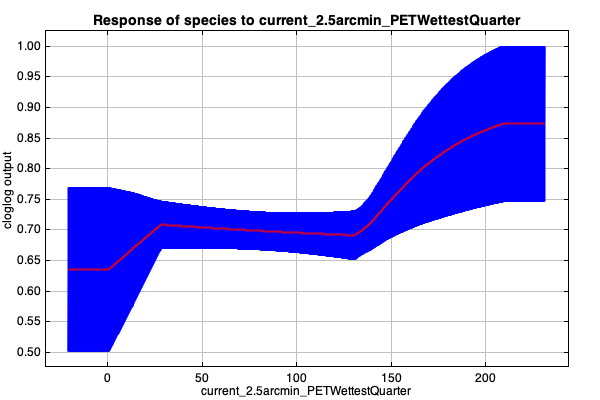 Response of species to current_2.5arcmin_PETWettestQuarter
1.00
0.95
0.90
0.85
0.80
0.75
0.70
0.65
0.60
0.55
0.50
cloglog output
0 50 100 150 200
current_2.5arcmin_PETWettestQuarter